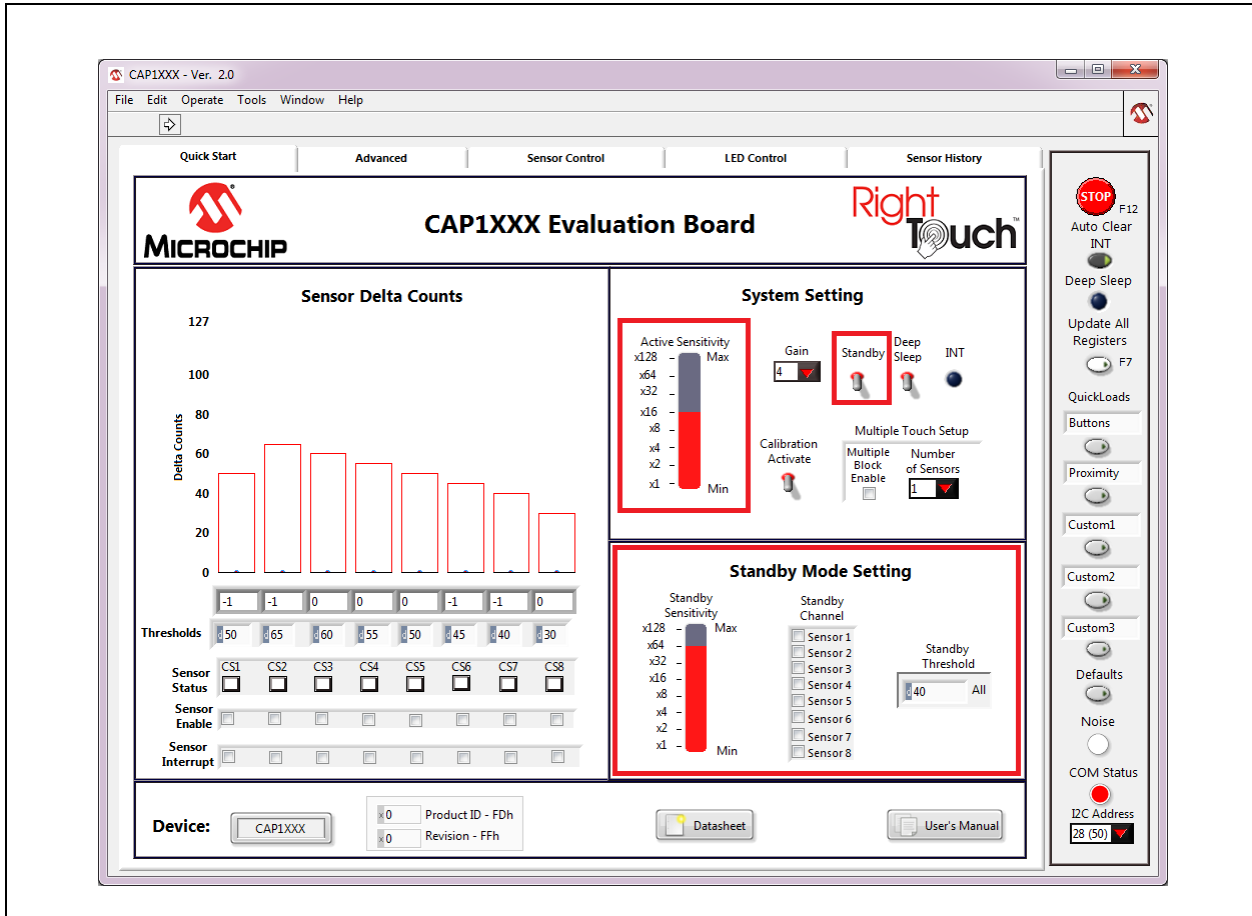 CAP1XXX - Ver. 2.0
File Edit Operate Tools Window Help
Quick Start Advanced Sensor Control LED Control Sensor History
MICROCHIP
CAP1XXX Evaluation Board
Right Touch™
Sensor Delta Counts
127
100
80
60
40
20
0
Delta Counts
-1 -1 0 0 0 -1 -1 0
Thresholds d 50 d 65 d 60 d 55 d 50 d 45 d 40 d 30
CS1 CS2 CS3 CS4 CS5 CS6 CS7 CS8
Sensor
Status
Sensor
Enable
Sensor
Interrupt
System Setting
Active Sensitivity
x128 Max
x64
x32
x16
x8
x4
x2
x1 Min
Gain
4
Standby
Deep
Sleep
INT
Calibration
Activate
Multiple Touch Setup
Multiple
Block
Enable
Number
of Sensors
1
Standby Mode Setting
Standby
Sensitivity
x128 Max
x64
x32
x16
x8
x4
x2
x1 Min
Standby
Channel
Sensor 1
Sensor 2
Sensor 3
Sensor 4
Sensor 5
Sensor 6
Sensor 7
Sensor 8
Standby
Threshold
d 40 All
Device:
CAP1XXX
x 0 Product ID - FDh
x 0 Revision - FFh
Datasheet
User's Manual
STOP
F12
Auto Clear
INT
Deep Sleep
Update All
Registers
F7
QuickLoads
Buttons
Proximity
Custom1
Custom2
Custom3
Defaults
Noise
COM Status
I2C Address
28 (50)